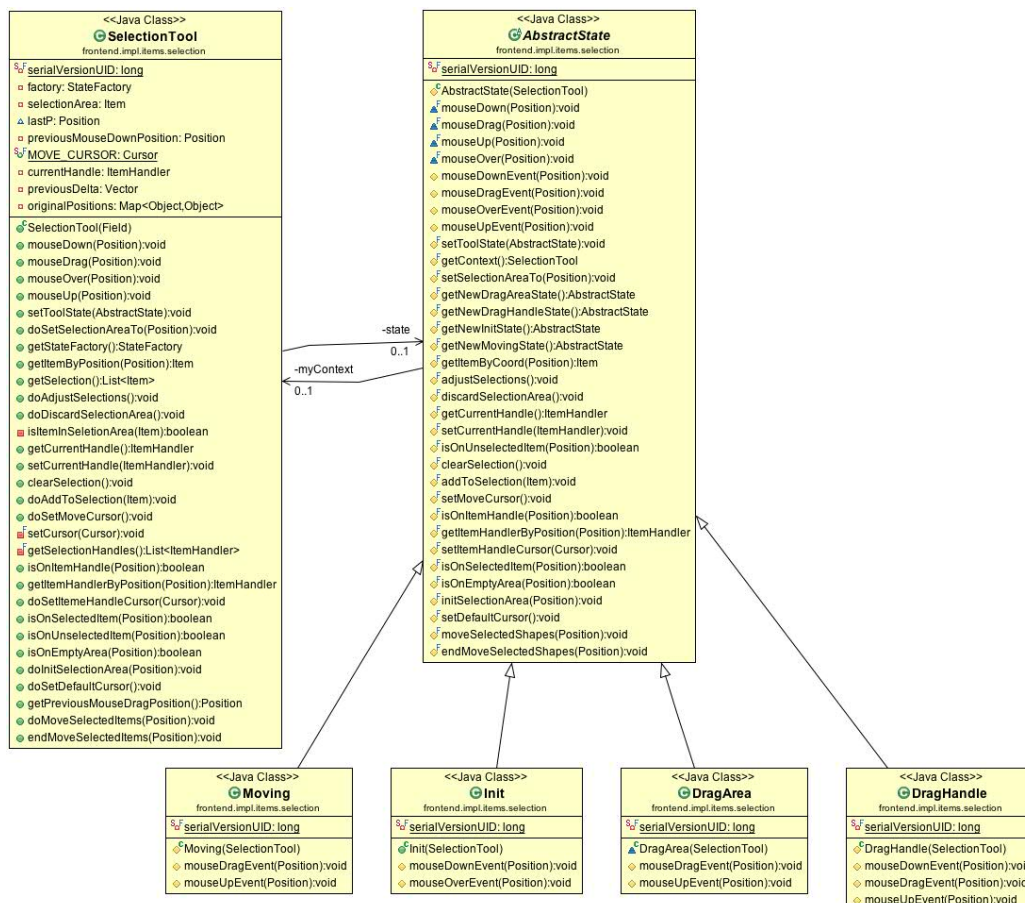 <<Java Class>>
SelectionTool
frontend.impl.items.selection
serialVersionUID: long
factory: StateFactory
selectionArea: Item
lastP: Position
previousMouseDownPosition: Position
MOVE_CURSOR: Cursor
currentHandle: ItemHandler
previousDelta: Vector
originalPositions: Map<Object,Object>
SelectionTool(Field)
mouseDown(Position):void
mouseDrag(Position):void
mouseOver(Position):void
mouseUp(Position):void
setToolState(AbstractState):void
doSetSelectionAreaTo(Position):void
getStateFactory():StateFactory
getItemByPosition(Position):Item
getSelection():List<Item>
doAdjustSelections():void
doDiscardSelectionArea():void
isItemInSeletionArea(Item):boolean
getCurrentHandle():ItemHandler
setCurrentHandle(ItemHandler):void
clearSelection():void
doAddToSelection(Item):void
doSetMoveCursor():void
setCursor(Cursor):void
getSelectionHandles():List<ItemHandler>
isOnItemHandle(Position):boolean
getItemHandlerByPosition(Position):ItemHandler
doSetItemeHandleCursor(Cursor):void
isOnSelectedItem(Position):boolean
isOnUnselectedItem(Position):boolean
isOnEmptyArea(Position):boolean
doInitSelectionArea(Position):void
doSetDefaultCursor():void
getPreviousMouseDragPosition():Position
doMoveSelectedItems(Position):void
endMoveSelectedItems(Position):void
-state
0..1
-myContext
0..1
<<Java Class>>
AbstractState
frontend.impl.items.selection
serialVersionUID: long
AbstractState(SelectionTool)
mouseDown(Position):void
mouseDrag(Position):void
mouseUp(Position):void
mouseOver(Position):void
mouseDownEvent(Position):void
mouseDragEvent(Position):void
mouseOverEvent(Position):void
mouseUpEvent(Position):void
setToolState(AbstractState):void
getContext():SelectionTool
setSelectionAreaTo(Position):void
getNewDragAreaState():AbstractState
getNewDragHandleState():AbstractState
getNewInitState():AbstractState
getNewMovingState():AbstractState
getItemByCoord(Position):Item
adjustSelections():void
discardSelectionArea():void
getCurrentHandle():ItemHandler
setCurrentHandle(ItemHandler):void
isOnUnselectedItem(Position):boolean
clearSelection():void
addToSelection(Item):void
setMoveCursor():void
isOnItemHandle(Position):boolean
getItemHandlerByPosition(Position):ItemHandler
setItemHandleCursor(Cursor):void
isOnSelectedItem(Position):boolean
isOnEmptyArea(Position):boolean
initSelectionArea(Position):void
setDefaultCursor():void
moveSelectedShapes(Position):void
endMoveSelectedShapes(Position):void
<<Java Class>>
Moving
frontend.impl.items.selection
serialVersionUID: long
Moving(SelectionTool)
mouseDragEvent(Position):void
mouseUpEvent(Position):void
<<Java Class>>
Init
frontend.impl.items.selection
serialVersionUID: long
Init(SelectionTool)
mouseDownEvent(Position):void
mouseOverEvent(Position):void
<<Java Class>>
DragArea
frontend.impl.items.selection
serialVersionUID: long
DragArea(SelectionTool)
mouseDragEvent(Position):void
mouseUpEvent(Position):void
<<Java Class>>
DragHandle
frontend.impl.items.selection
serialVersionUID: long
DragHandle(SelectionTool)
mouseDownEvent(Position):void
mouseDragEvent(Position):void
mouseUpEvent(Position):void